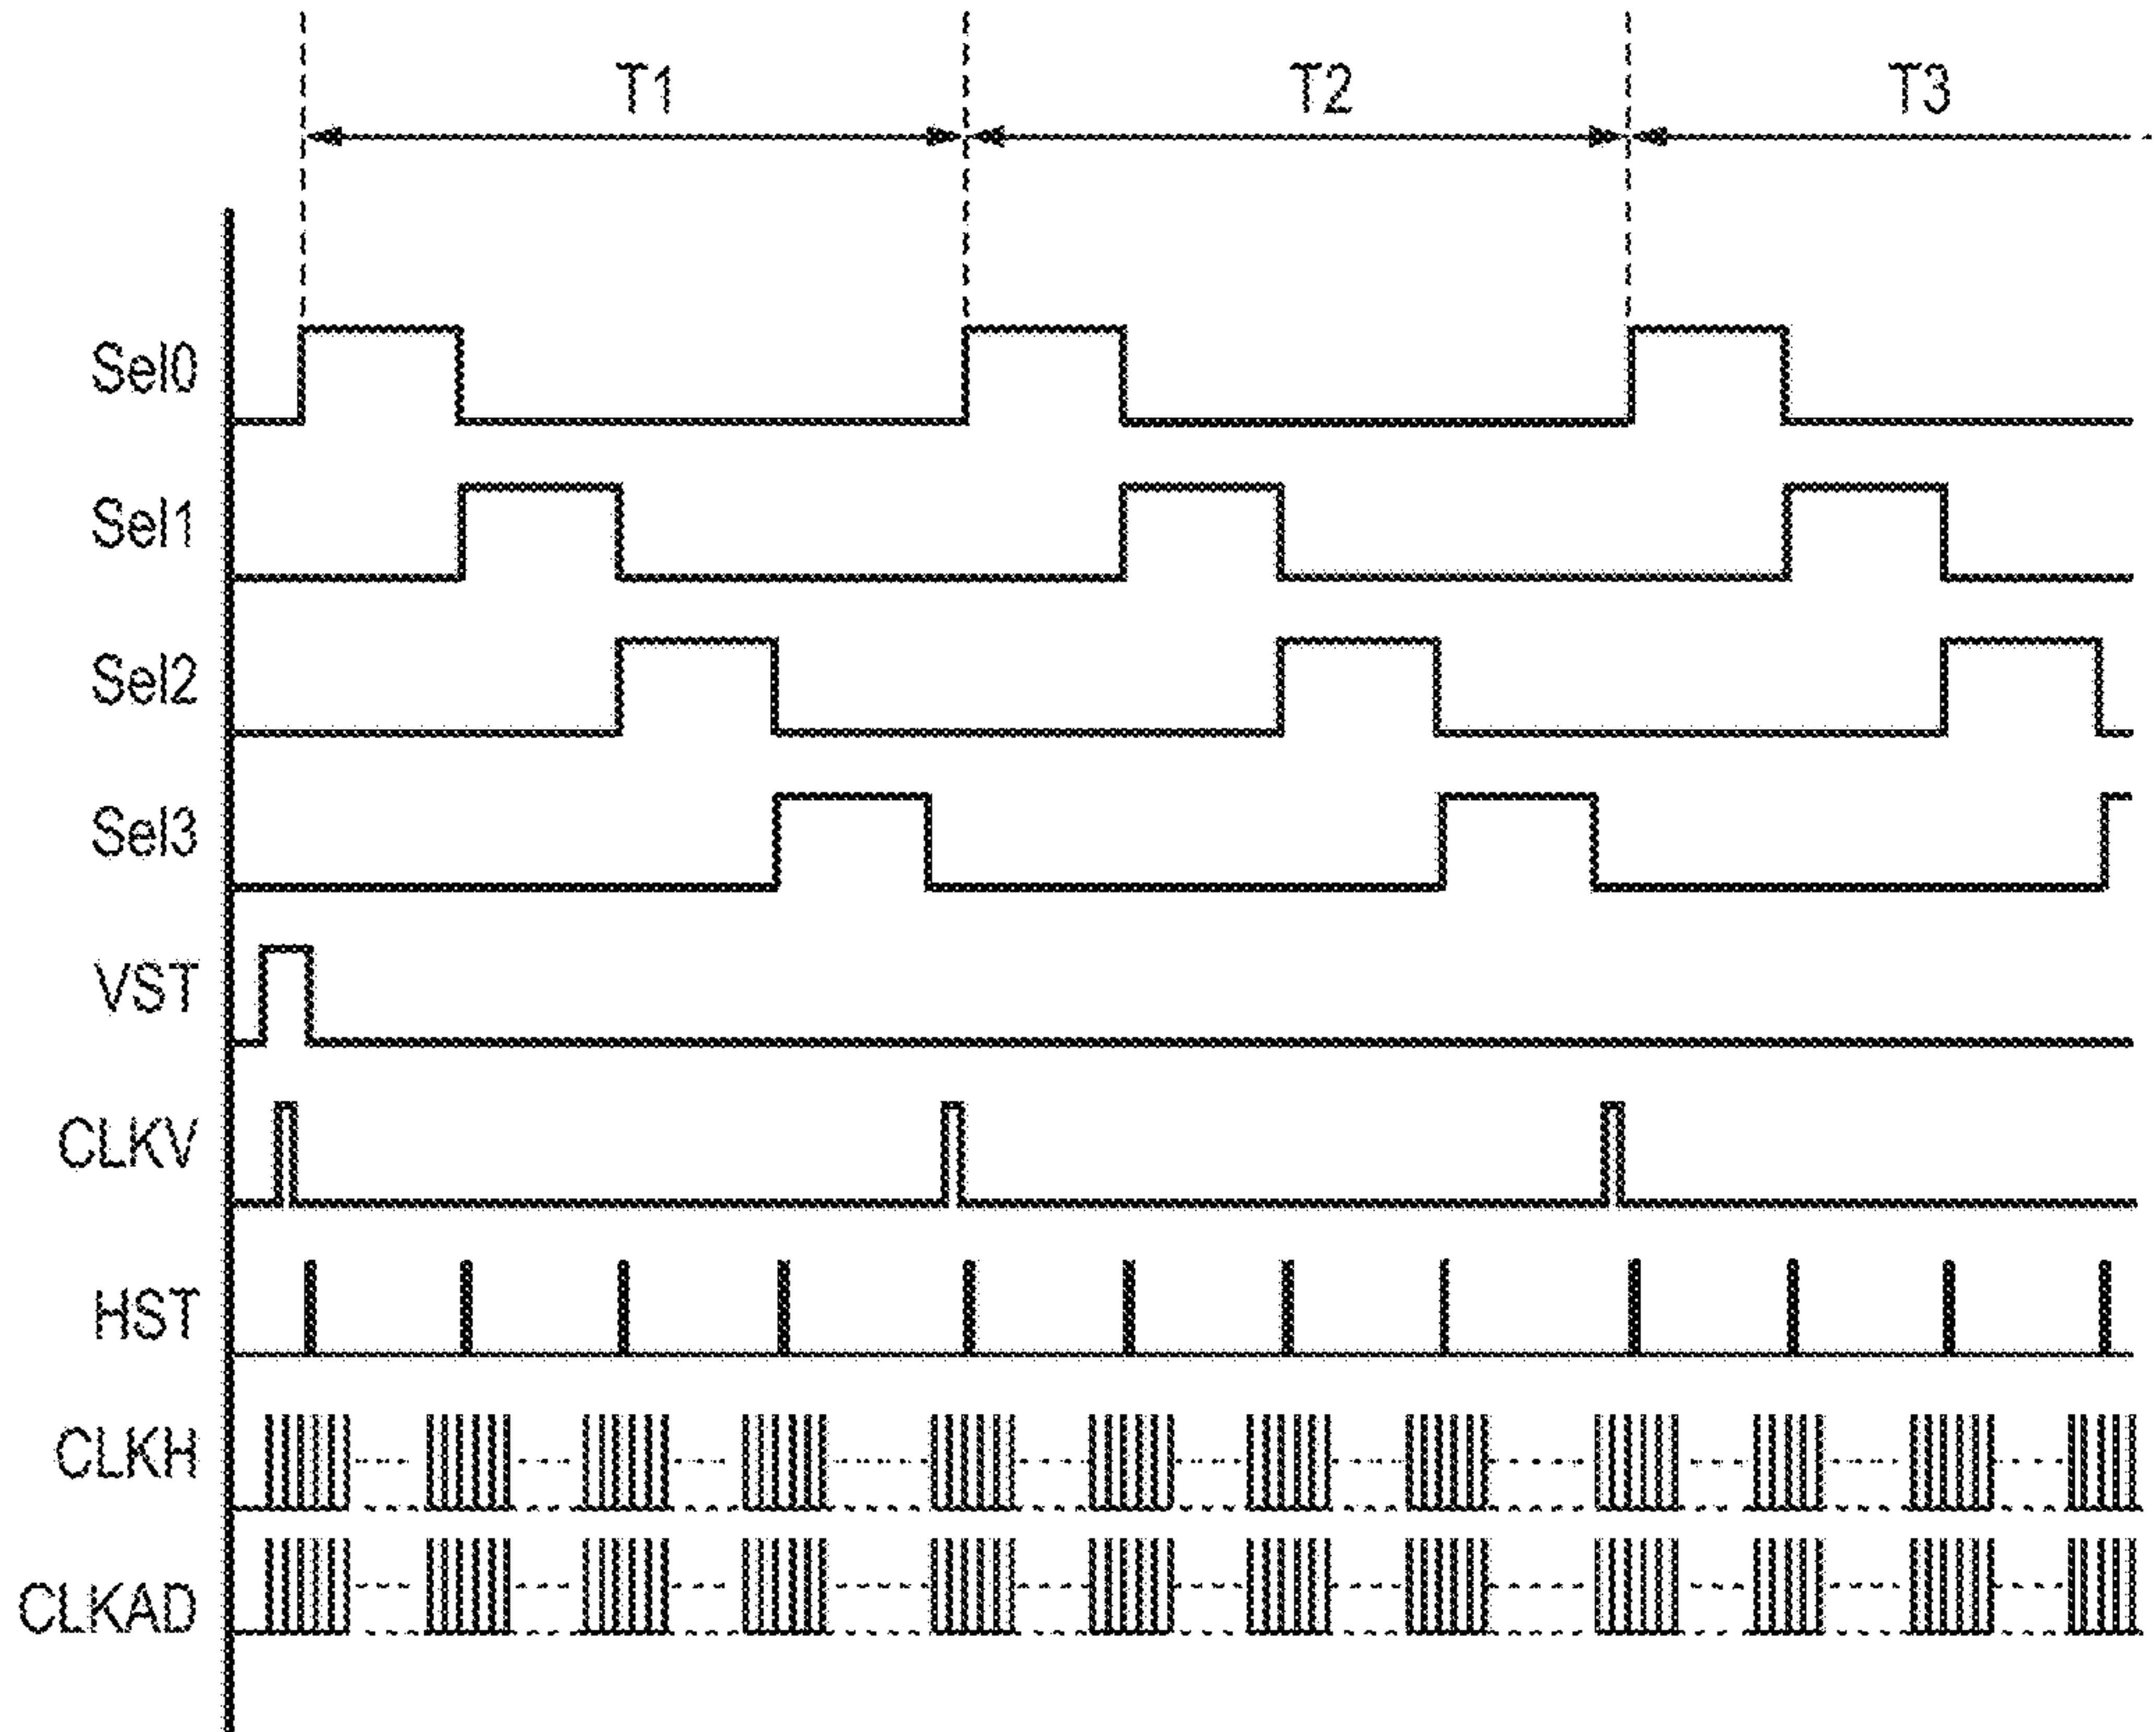 T1 T2 T3
Sel0
Sel1
Sel2
Sel3
VST
CLKV
HST
CLKH
CLKAD